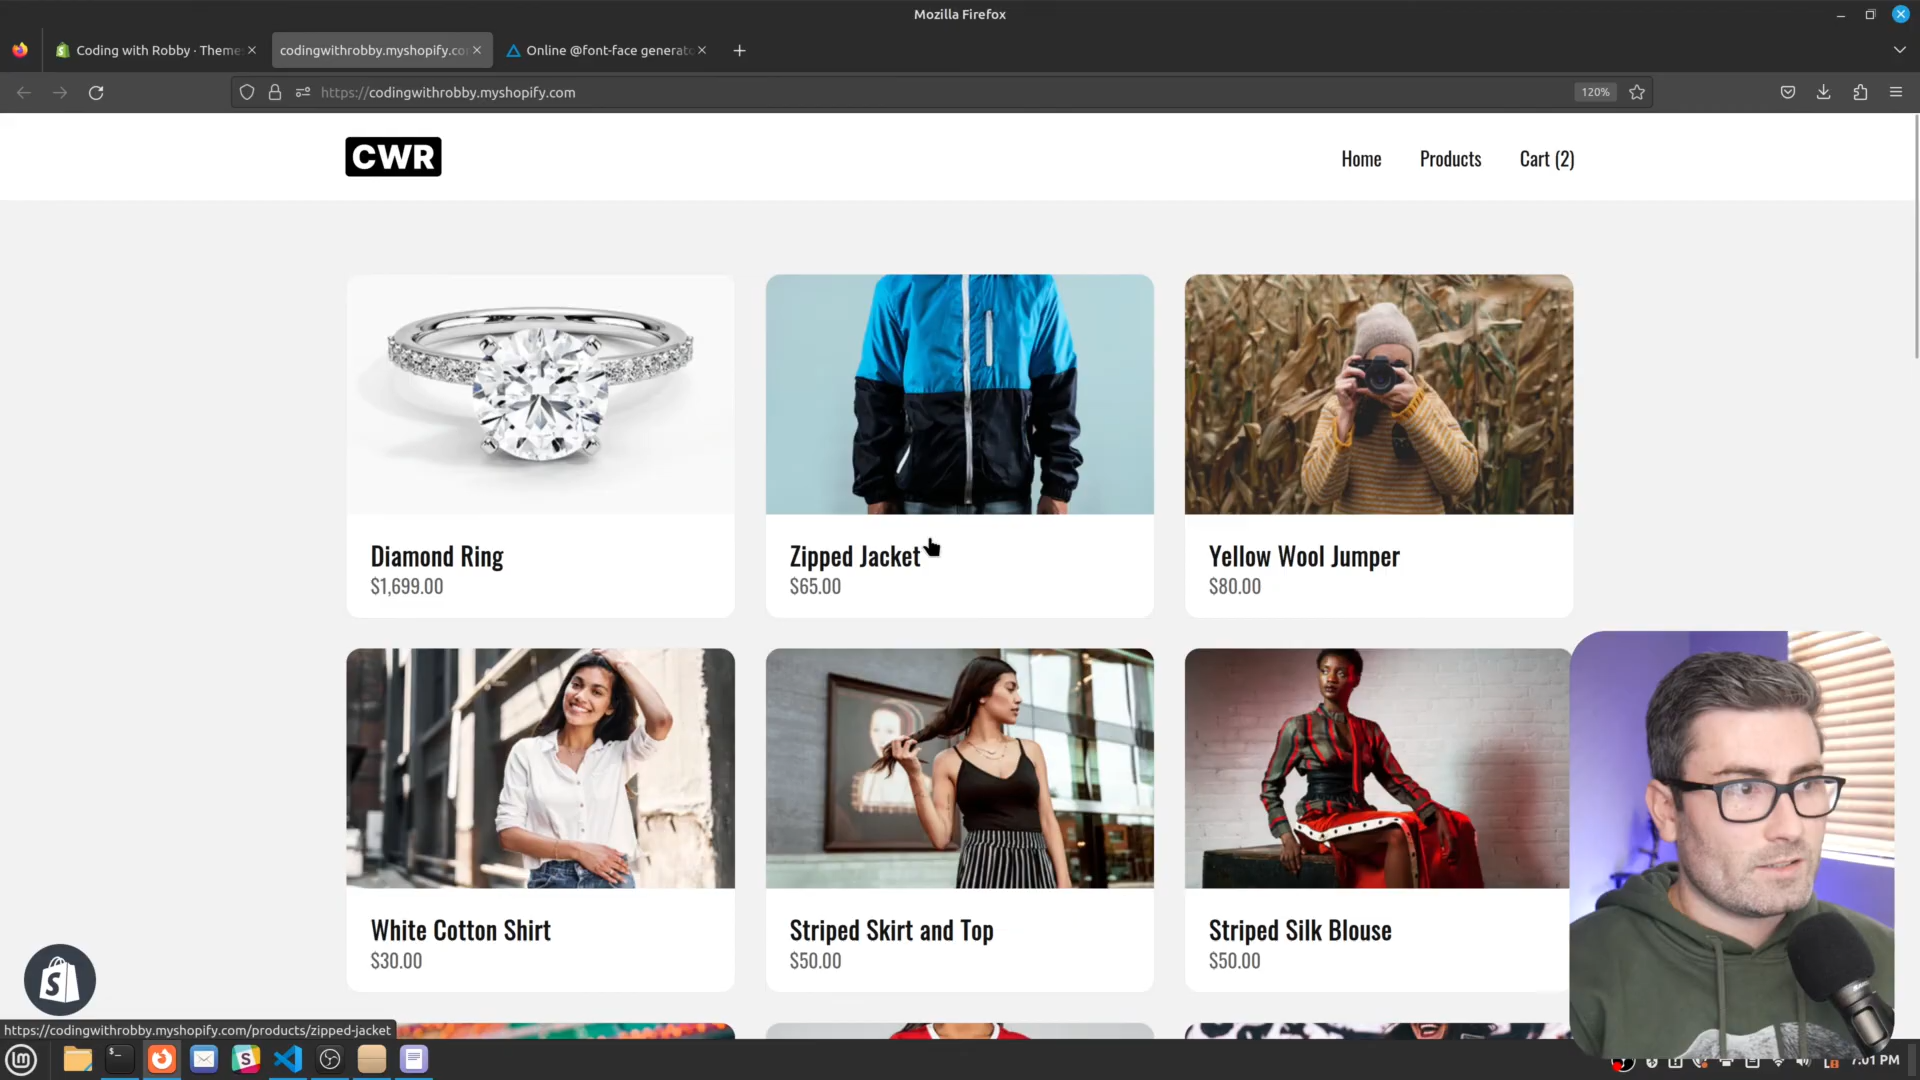 Mozilla Firefox
Coding with Robby · Theme
codingwithrobby.myshopify.co
Online @font-face generat
https://codingwithrobby.myshopify.com
120%
CWR
Home
Products
Cart (2)
Diamond Ring
$1,699.00
Zipped Jacket
$65.00
Yellow Wool Jumper
$80.00
White Cotton Shirt
$30.00
Striped Skirt and Top
$50.00
Striped Silk Blouse
$50.00
https://codingwithrobby.myshopify.com/products/zipped-jacket
7:01 PM